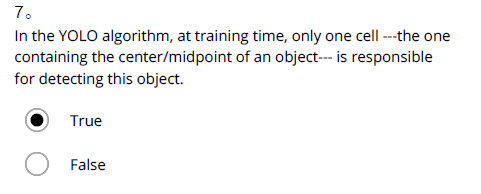 7。
In the YOLO algorithm, at training time, only one cell ---the one
containing the center/midpoint of an object--- is responsible
for detecting this object.
True
False